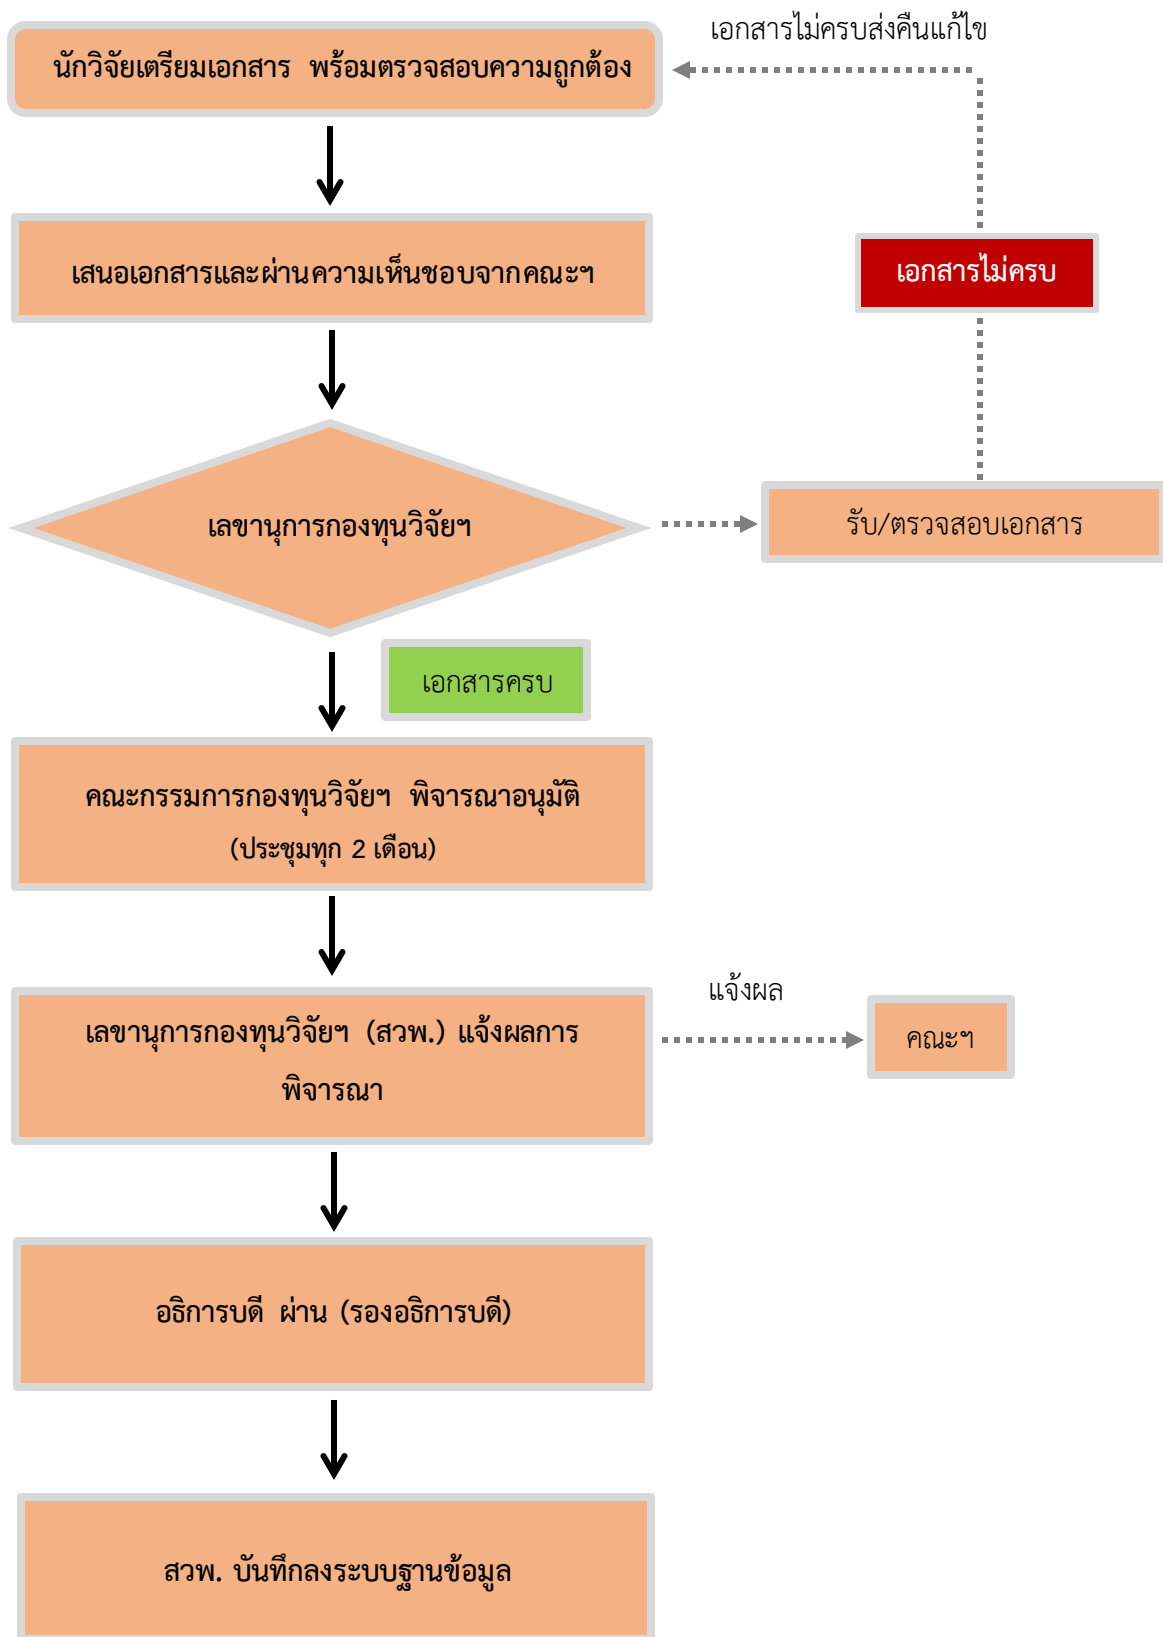 เอกสารไม่ครบส่งคืนแก้ไข
นักวิจัยเตรียมเอกสาร พร้อมตรวจสอบความถูกต้อง
เสนอเอกสารและผ่านความเห็นชอบจากคณะฯ
เอกสารไม่ครบ
เลขานุการกองทุนวิจัยฯ
รับ/ตรวจสอบเอกสาร
เอกสารครบ
คณะกรรมการกองทุนวิจัยฯ พิจารณาอนุมัติ
(ประชุมทุก 2 เดือน)
แจ้งผล
เลขานุการกองทุนวิจัยฯ (สวพ.) แจ้งผลการ
พิจารณา
คณะฯ
อธิการบดี ผ่าน (รองอธิการบดี)
สวพ. บันทึกลงระบบฐานข้อมูล